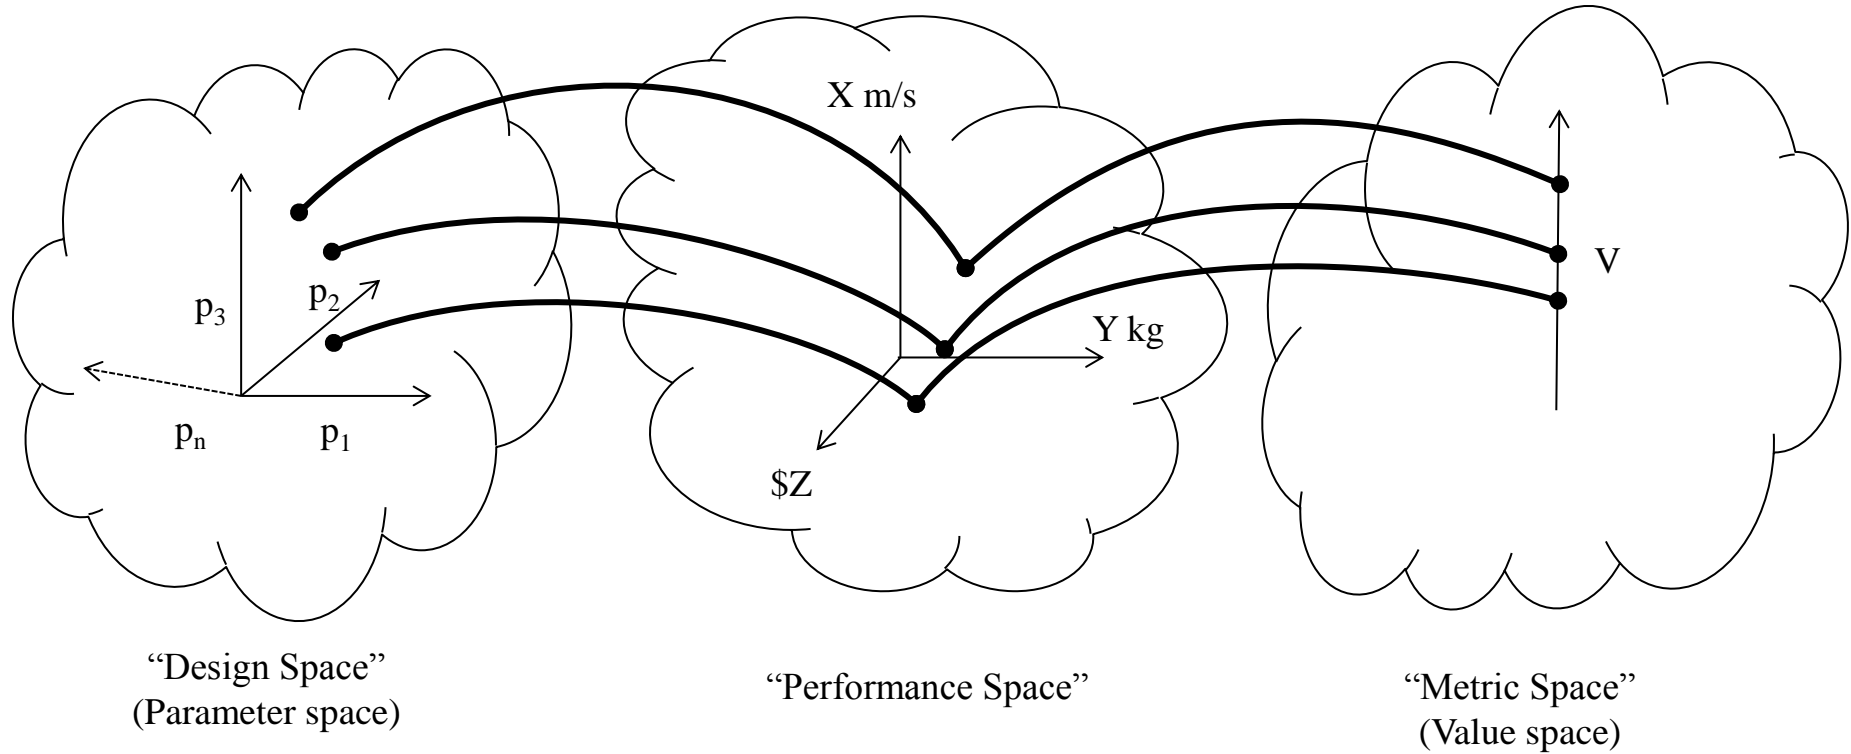 X m/s
p₂
p₃
V
Y kg
pₙ
p₁
$Z
“Design Space”
(Parameter space)
“Performance Space”
“Metric Space”
(Value space)